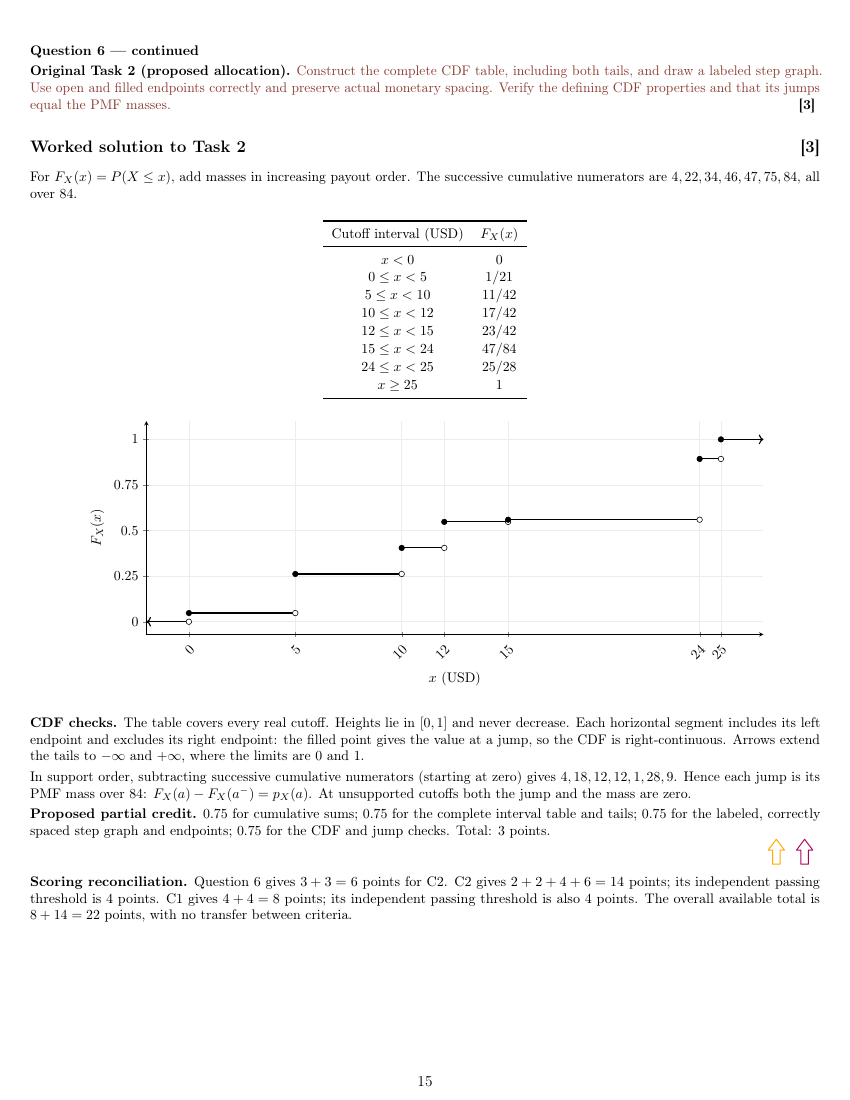 Question 6 — continued
Original Task 2 (proposed allocation). Construct the complete CDF table, including both tails, and draw a labeled step graph.
Use open and filled endpoints correctly and preserve actual monetary spacing. Verify the defining CDF properties and that its jumps
equal the PMF masses. [3]
Worked solution to Task 2 [3]
For F_X(x) = P(X ≤ x), add masses in increasing payout order. The successive cumulative numerators are 4, 22, 34, 46, 47, 75, 84, all
over 84.
Cutoff interval (USD) F_X(x)
x < 0 0
0 ≤ x < 5 1/21
5 ≤ x < 10 11/42
10 ≤ x < 12 17/42
12 ≤ x < 15 23/42
15 ≤ x < 24 47/84
24 ≤ x < 25 25/28
x ≥ 25 1
1
0.75
0.5
0.25
0
F_X(x)
0 5 10 12 15 24 25
x (USD)
CDF checks. The table covers every real cutoff. Heights lie in [0, 1] and never decrease. Each horizontal segment includes its left
endpoint and excludes its right endpoint: the filled point gives the value at a jump, so the CDF is right-continuous. Arrows extend
the tails to −∞ and +∞, where the limits are 0 and 1.
In support order, subtracting successive cumulative numerators (starting at zero) gives 4, 18, 12, 12, 1, 28, 9. Hence each jump is its
PMF mass over 84: F_X(a) − F_X(a⁻) = p_X(a). At unsupported cutoffs both the jump and the mass are zero.
Proposed partial credit. 0.75 for cumulative sums; 0.75 for the complete interval table and tails; 0.75 for the labeled, correctly
spaced step graph and endpoints; 0.75 for the CDF and jump checks. Total: 3 points.
Scoring reconciliation. Question 6 gives 3 + 3 = 6 points for C2. C2 gives 2 + 2 + 4 + 6 = 14 points; its independent passing
threshold is 4 points. C1 gives 4 + 4 = 8 points; its independent passing threshold is also 4 points. The overall available total is
8 + 14 = 22 points, with no transfer between criteria.
15